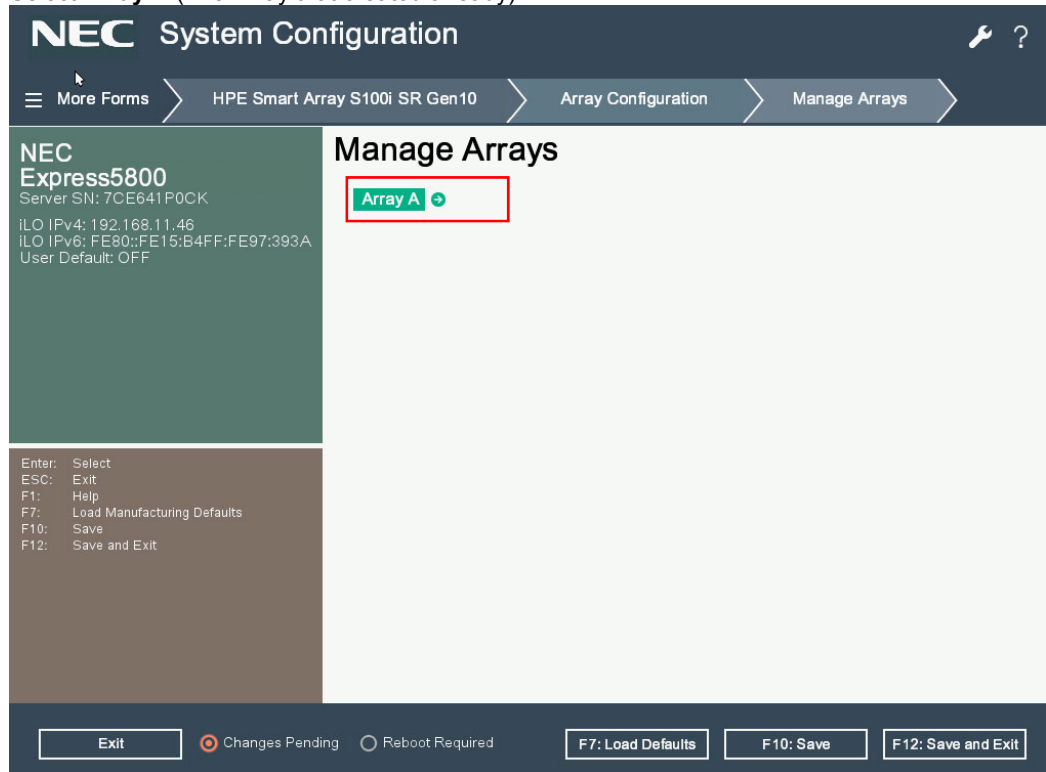 NEC System Configuration ?
More Forms HPE Smart Array S100i SR Gen10 Array Configuration Manage Arrays
NEC
Express5800
Server SN: 7CE641P0CK
iLO IPv4: 192.168.11.46
iLO IPv6: FE80::FE15:B4FF:FE97:393A
User Default: OFF
Manage Arrays
Array A
Enter: Select
ESC: Exit
F1: Help
F7: Load Manufacturing Defaults
F10: Save
F12: Save and Exit
Exit Changes Pending Reboot Required F7: Load Defaults F10: Save F12: Save and Exit